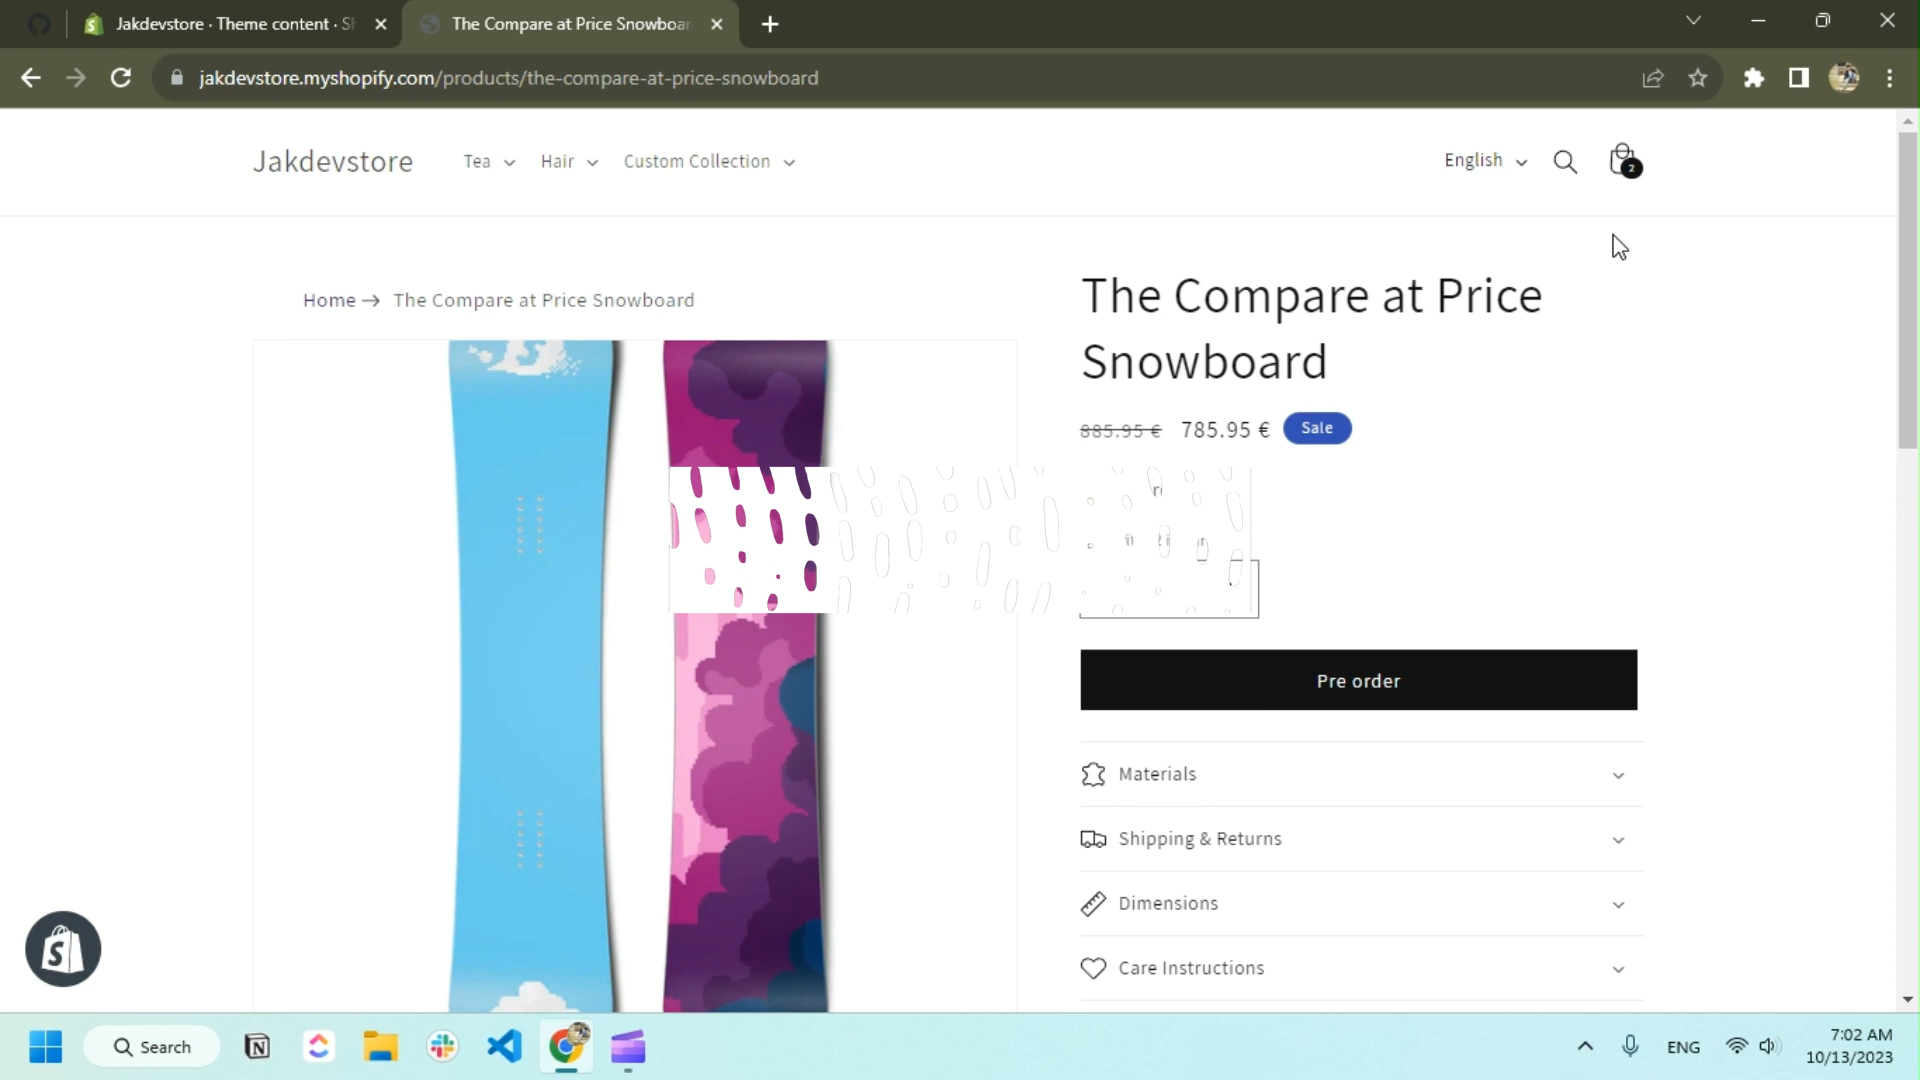 Jakdevstore · Theme content · Sh
The Compare at Price Snowboar
jakdevstore.myshopify.com/products/the-compare-at-price-snowboard
Jakdevstore
Tea
Hair
Custom Collection
English
2
Home → The Compare at Price Snowboard
The Compare at Price
Snowboard
885.95 € 785.95 € Sale
Pre order
Materials
Shipping & Returns
Dimensions
Care Instructions
Search
ENG
7:02 AM
10/13/2023